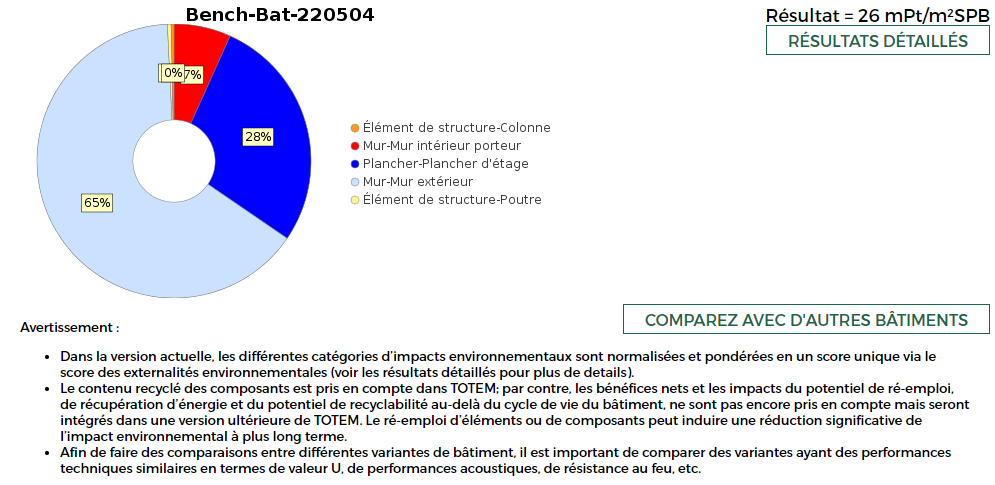 Bench-Bat-220504
Résultat = 26 mPt/m²SPB
RÉSULTATS DÉTAILLÉS
0%
7%
28%
65%
Élément de structure-Colonne
Mur-Mur intérieur porteur
Plancher-Plancher d'étage
Mur-Mur extérieur
Élément de structure-Poutre
COMPAREZ AVEC D'AUTRES BÂTIMENTS
Avertissement :
• Dans la version actuelle, les différentes catégories d’impacts environnementaux sont normalisées et pondérées en un score unique via le
score des externalités environnementales (voir les résultats détaillés pour plus de details).
• Le contenu recyclé des composants est pris en compte dans TOTEM; par contre, les bénéfices nets et les impacts du potentiel de ré-emploi,
de récupération d’énergie et du potentiel de recyclabilité au-delà du cycle de vie du bâtiment, ne sont pas encore pris en compte mais seront
intégrés dans une version ultérieure de TOTEM. Le ré-emploi d’éléments ou de composants peut induire une réduction significative de
l’impact environnemental à plus long terme.
• Afin de faire des comparaisons entre différentes variantes de bâtiment, il est important de comparer des variantes ayant des performances
techniques similaires en termes de valeur U, de performances acoustiques, de résistance au feu, etc.